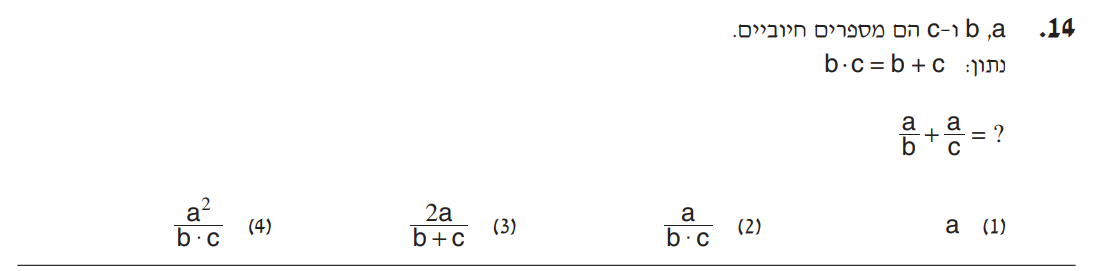 .14 a, b ו-c הם מספרים חיוביים.
נתון: b · c = b + c
a/b + a/c = ?
(1) a (2) a/(b · c) (3) 2a/(b + c) (4) a²/(b · c)